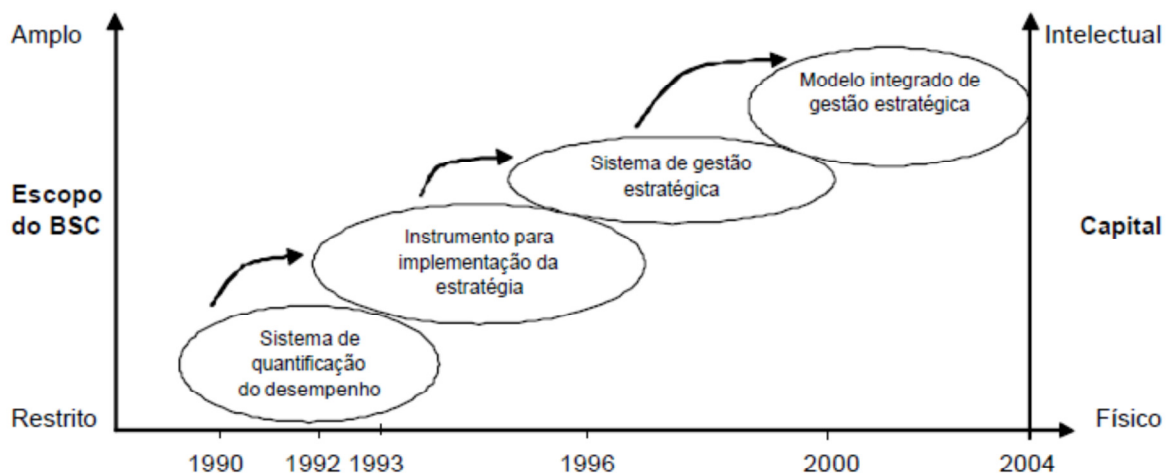 Amplo
Intelectual
Modelo integrado de
gestão estratégica
Sistema de gestão
estratégica
Escopo
do BSC
Capital
Instrumento para
implementação da
estratégia
Sistema de
quantificação
do desempenho
Restrito
Físico
1990
1992
1993
1996
2000
2004